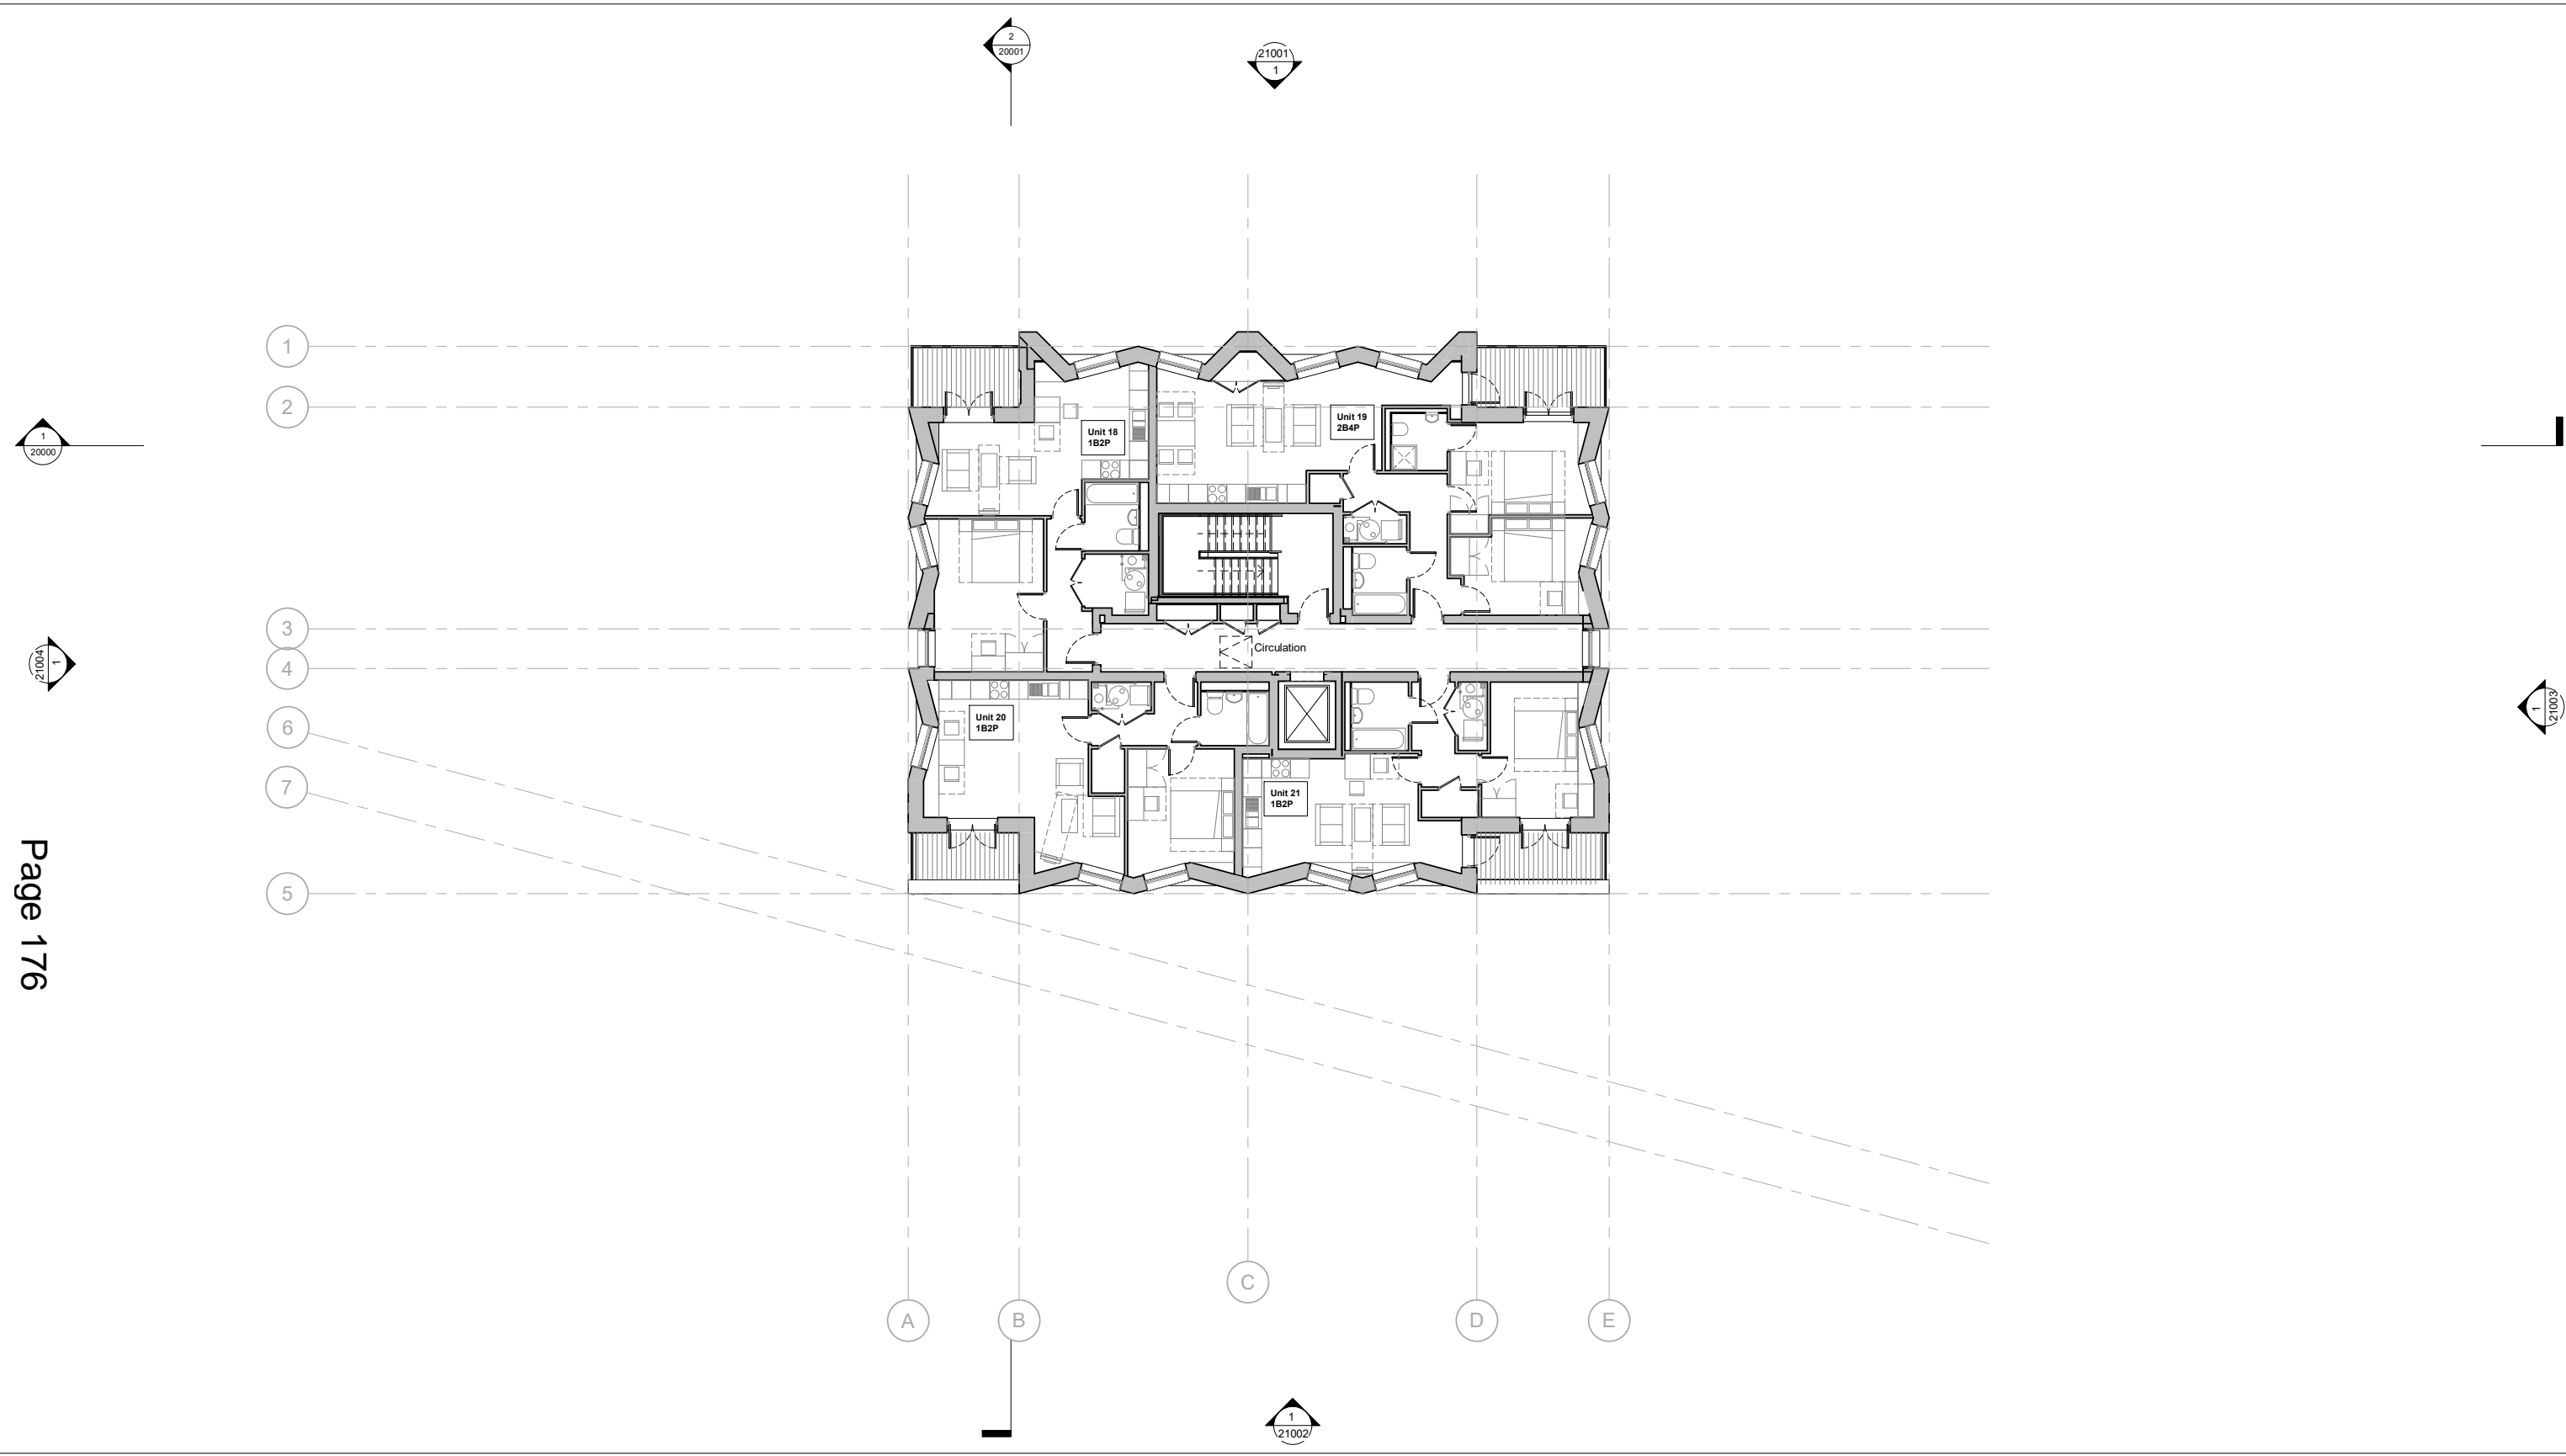 2
20001
21001
1
1
2
1
20000
Unit 18
1B2P
Unit 19
2B4P
3
4
21004
1
Circulation
1
21003
6
7
5
Unit 20
1B2P
Unit 21
1B2P
Page 176
C
A
B
D
E
1
21002